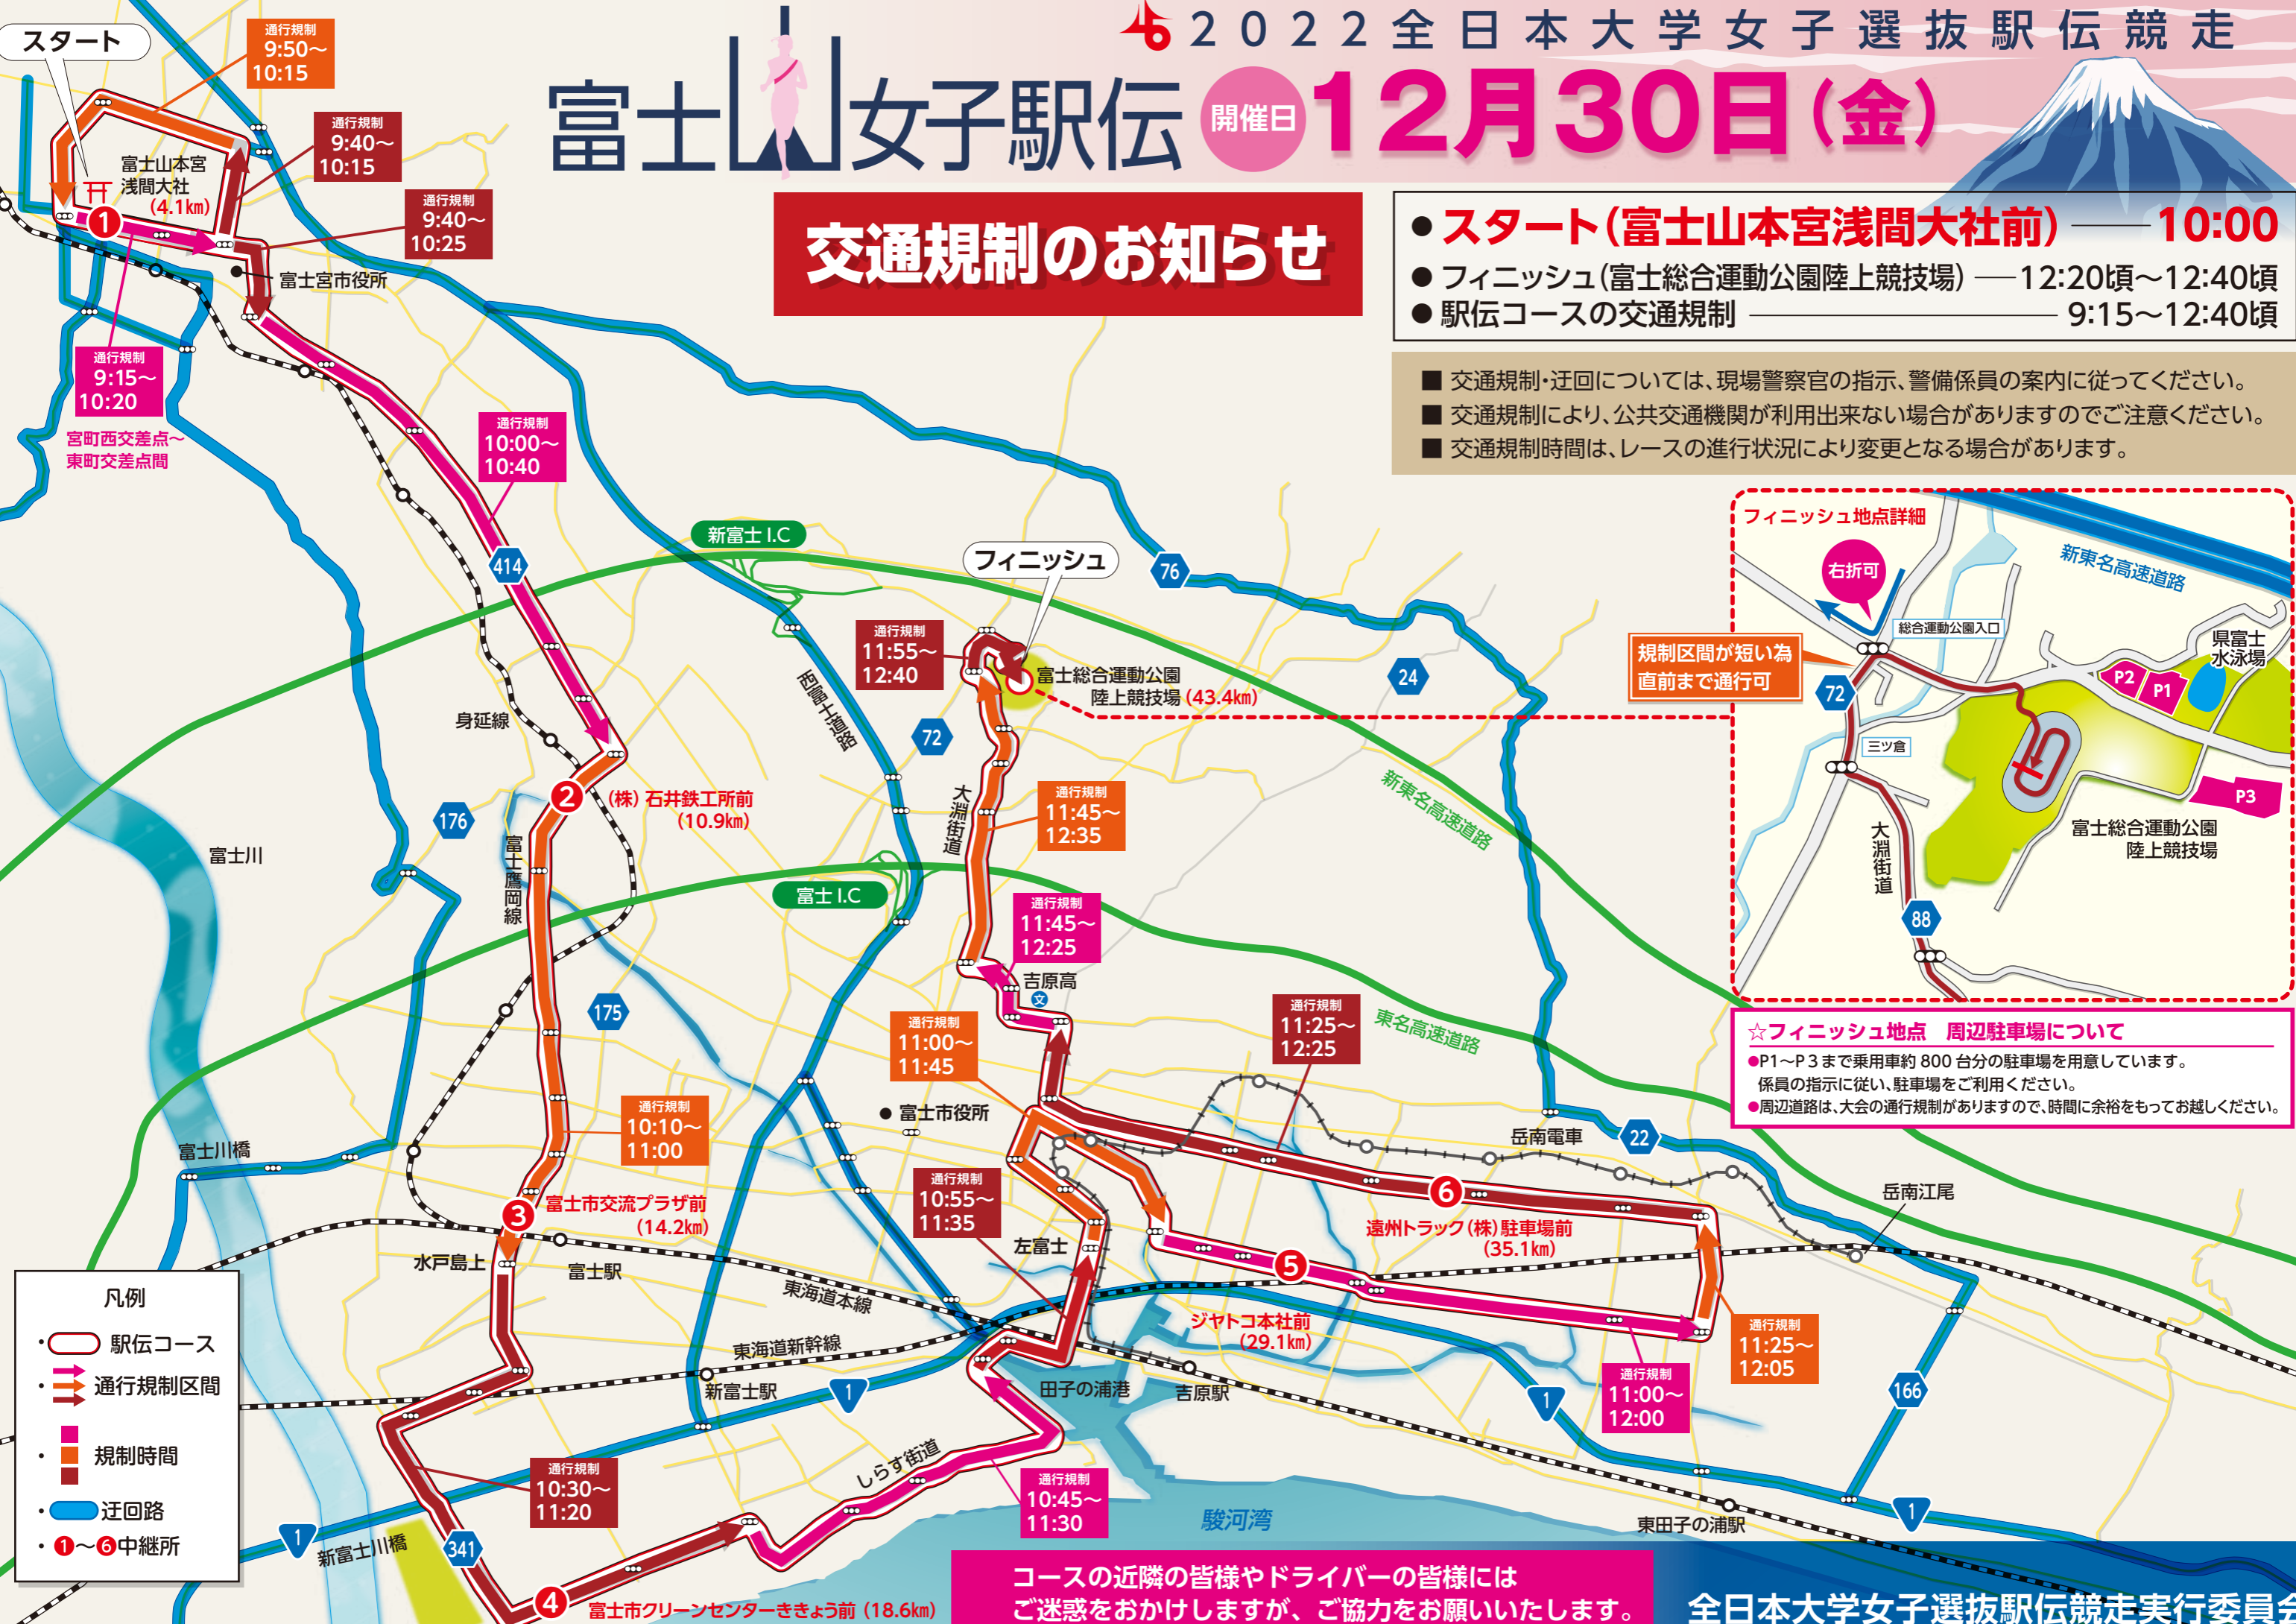 2022全日本大学女子選抜駅伝競走
富士山女子駅伝
開催日
12月30日(金)
交通規制のお知らせ
● スタート(富士山本宮浅間大社前) 10:00
● フィニッシュ(富士総合運動公園陸上競技場) 12:20頃〜12:40頃
● 駅伝コースの交通規制 9:15〜12:40頃
■ 交通規制・迂回については、現場警察官の指示、警備係員の案内に従ってください。
■ 交通規制により、公共交通機関が利用出来ない場合がありますのでご注意ください。
■ 交通規制時間は、レースの進行状況により変更となる場合があります。
スタート
通行規制
9:50〜
10:15
通行規制
9:40〜
10:15
富士山本宮
浅間大社
(4.1km)
1
通行規制
9:40〜
10:25
富士宮市役所
通行規制
9:15〜
10:20
宮町西交差点〜
東町交差点間
通行規制
10:00〜
10:40
414
新富士 I.C
フィニッシュ
76
通行規制
11:55〜
12:40
富士総合運動公園
陸上競技場 (43.4km)
24
西富士道路
72
身延線
2
(株) 石井鉄工所前
(10.9km)
176
富士鷹岡線
富士川
大淵街道
通行規制
11:45〜
12:35
新東名高速道路
富士 I.C
通行規制
11:45〜
12:25
吉原高
文
175
通行規制
11:00〜
11:45
通行規制
11:25〜
12:25
東名高速道路
富士市役所
通行規制
10:10〜
11:00
富士川橋
岳南電車
22
岳南江尾
通行規制
10:55〜
11:35
6
遠州トラック(株)駐車場前
(35.1km)
3
富士市交流プラザ前
(14.2km)
水戸島上
富士駅
左富士
5
ジヤトコ本社前
(29.1km)
東海道本線
東海道新幹線
新富士駅
1
田子の浦港
吉原駅
通行規制
11:25〜
12:05
通行規制
11:00〜
12:00
1
166
しらす街道
通行規制
10:30〜
11:20
通行規制
10:45〜
11:30
駿河湾
東田子の浦駅
1
1
新富士川橋
341
4
富士市クリーンセンターききょう前 (18.6km)
凡例
・駅伝コース
・通行規制区間
・規制時間
・迂回路
・1〜6中継所
フィニッシュ地点詳細
右折可
新東名高速道路
総合運動公園入口
規制区間が短い為
直前まで通行可
72
三ツ倉
県富士
水泳場
P2
P1
P3
富士総合運動公園
陸上競技場
大淵街道
88
☆フィニッシュ地点 周辺駐車場について
●P1〜P3まで乗用車約 800 台分の駐車場を用意しています。
係員の指示に従い、駐車場をご利用ください。
●周辺道路は、大会の通行規制がありますので、時間に余裕をもってお越しください。
コースの近隣の皆様やドライバーの皆様には
ご迷惑をおかけしますが、ご協力をお願いいたします。
全日本大学女子選抜駅伝競走実行委員会